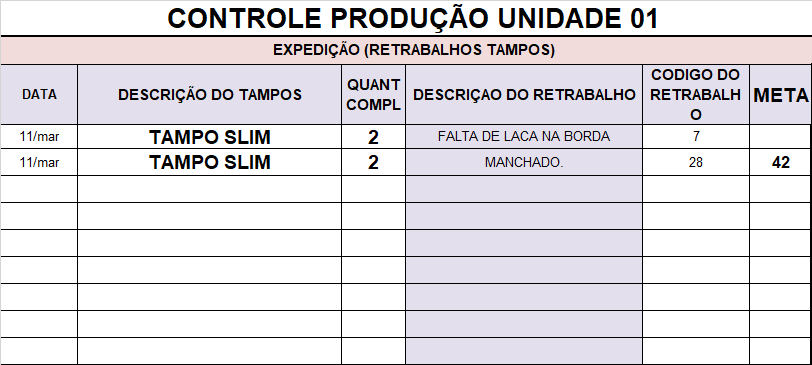 CONTROLE PRODUÇÃO UNIDADE 01
EXPEDIÇÃO (RETRABALHOS TAMPOS)
DATA DESCRIÇÃO DO TAMPOS QUANT COMPL DESCRIÇAO DO RETRABALHO CODIGO DO RETRABALHO META
11/mar TAMPO SLIM 2 FALTA DE LACA NA BORDA 7
11/mar TAMPO SLIM 2 MANCHADO. 28 42